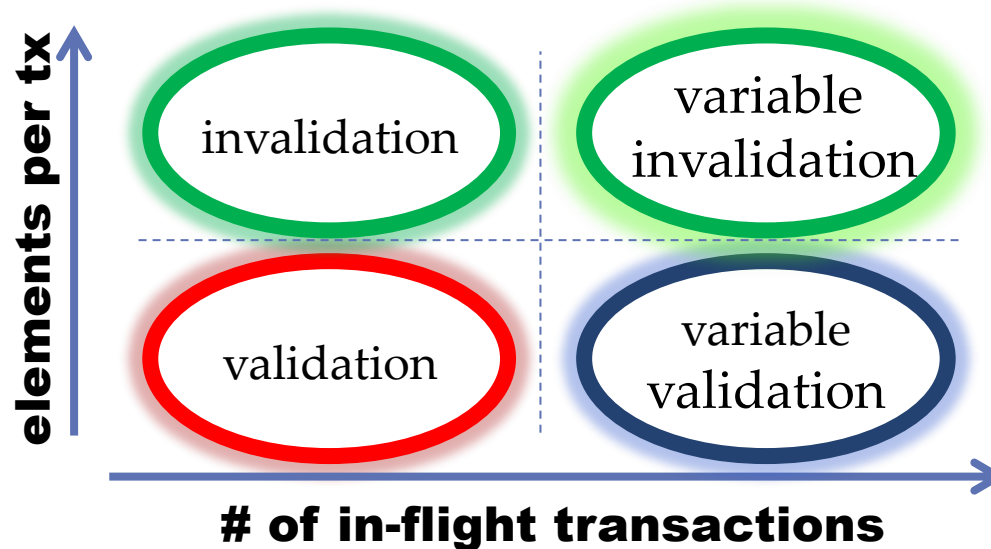 elements per tx
invalidation
variable
invalidation
validation
variable
validation
# of in-flight transactions